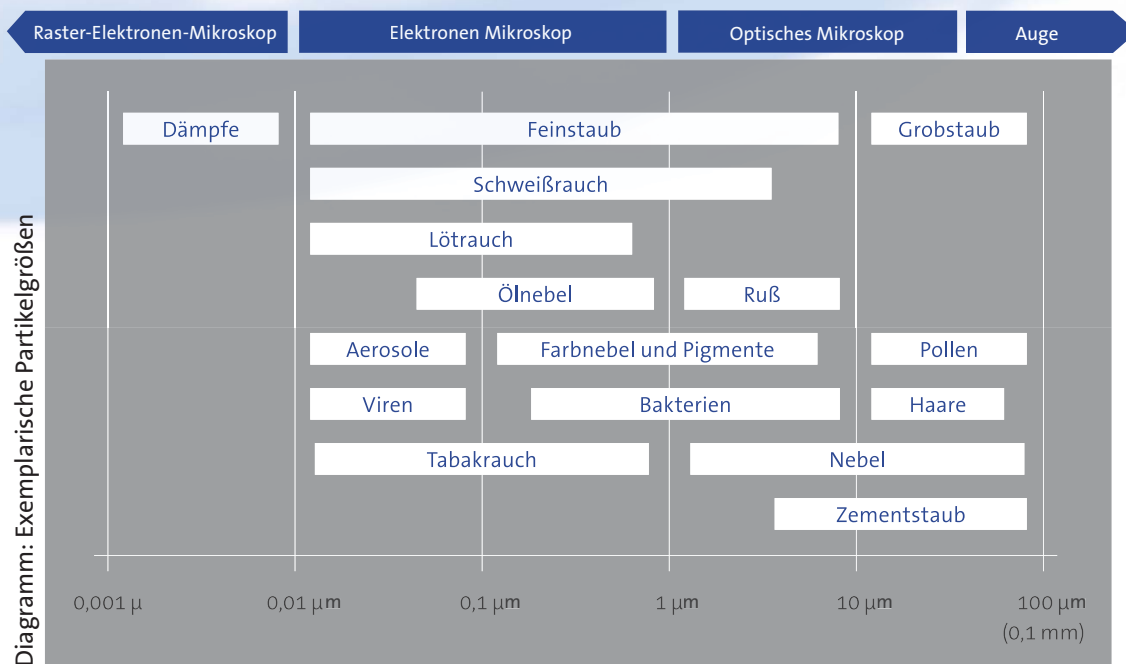 Raster-Elektronen-Mikroskop Elektronen Mikroskop Optisches Mikroskop Auge
Diagramm: Exemplarische Partikelgrößen
Dämpfe Feinstaub Grobstaub
Schweißrauch
Lötrauch
Ölnebel Ruß
Aerosole Farbnebel und Pigmente Pollen
Viren Bakterien Haare
Tabakrauch Nebel
Zementstaub
0,001 µ 0,01 µm 0,1 µm 1 µm 10 µm 100 µm
(0,1 mm)